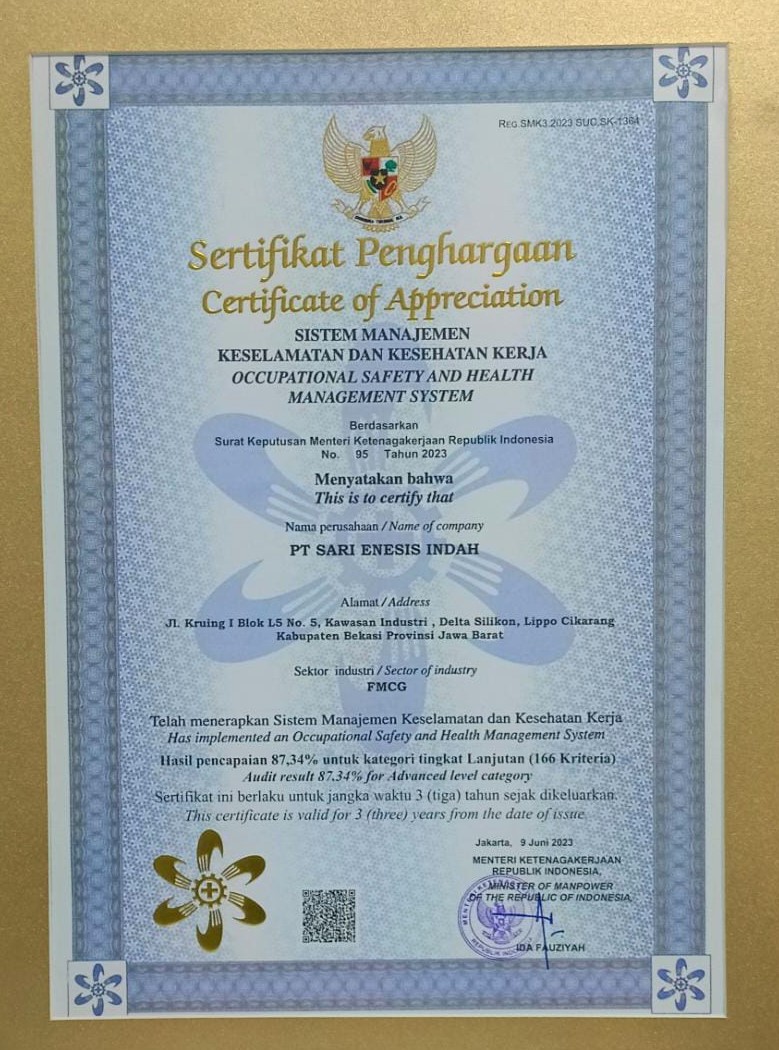 REG.SMK3.2023 SUC.SK-1364
BHINNEKA TUNGGAL IKA
Sertifikat Penghargaan
Certificate of Appreciation
SISTEM MANAJEMEN
KESELAMATAN DAN KESEHATAN KERJA
OCCUPATIONAL SAFETY AND HEALTH
MANAGEMENT SYSTEM
Berdasarkan
Surat Keputusan Menteri Ketenagakerjaan Republik Indonesia
No. 95 Tahun 2023
Menyatakan bahwa
This is to certify that
Nama perusahaan / Name of company
PT SARI ENESIS INDAH
Alamat / Address
Jl. Kruing I Blok L5 No. 5, Kawasan Industri , Delta Silikon, Lippo Cikarang
Kabupaten Bekasi Provinsi Jawa Barat
Sektor industri / Sector of industry
FMCG
Telah menerapkan Sistem Manajemen Keselamatan dan Kesehatan Kerja
Has implemented an Occupational Safety and Health Management System
Hasil pencapaian 87,34% untuk kategori tingkat Lanjutan (166 Kriteria)
Audit result 87.34% for Advanced level category
Sertifikat ini berlaku untuk jangka waktu 3 (tiga) tahun sejak dikeluarkan.
This certificate is valid for 3 (three) years from the date of issue
Jakarta, 9 Juni 2023
MENTERI KETENAGAKERJAAN
REPUBLIK INDONESIA,
MINISTER OF MANPOWER
OF THE REPUBLIC OF INDONESIA,
IDA FAUZIYAH